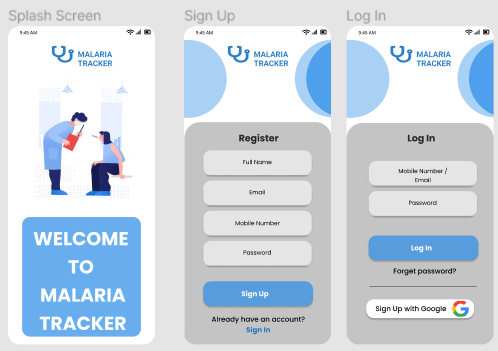 Splash Screen
9:45 AM
MALARIA
TRACKER
WELCOME
TO
MALARIA
TRACKER
Sign Up
9:45 AM
MALARIA
TRACKER
Register
Full Name
Email
Mobile Number
Password
Sign Up
Already have an account?
Sign In
Log In
9:45 AM
MALARIA
TRACKER
Log In
Mobile Number /
Email
Password
Log In
Forget password?
Sign Up with Google